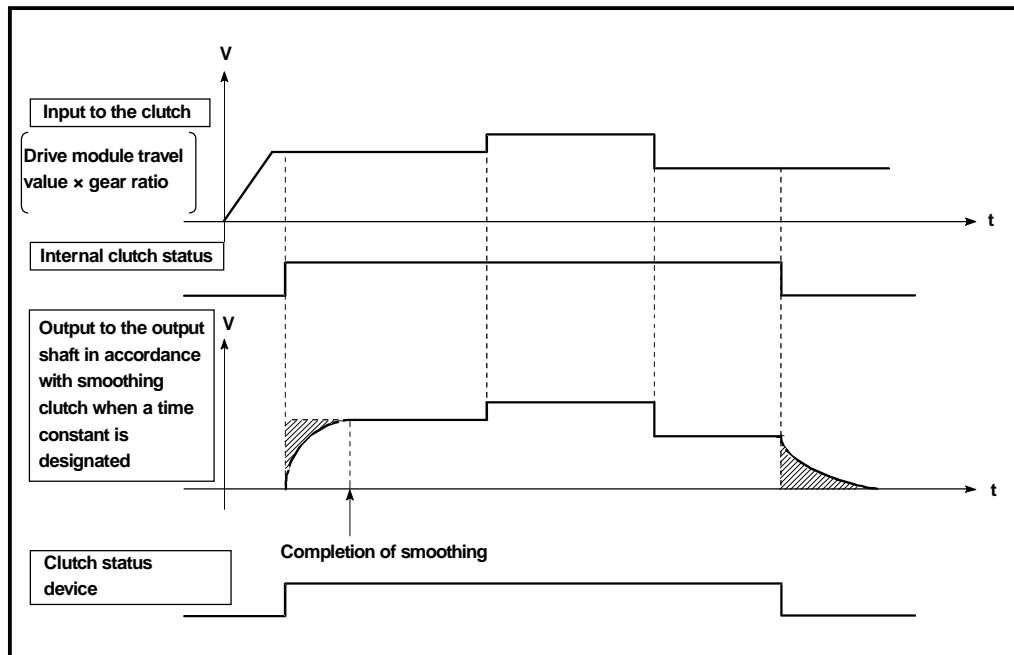 V
Input to the clutch
Drive module travel
value × gear ratio
t
Internal clutch status
Output to the output
shaft in accordance
with smoothing
clutch when a time
constant is
designated
V
t
Completion of smoothing
Clutch status
device